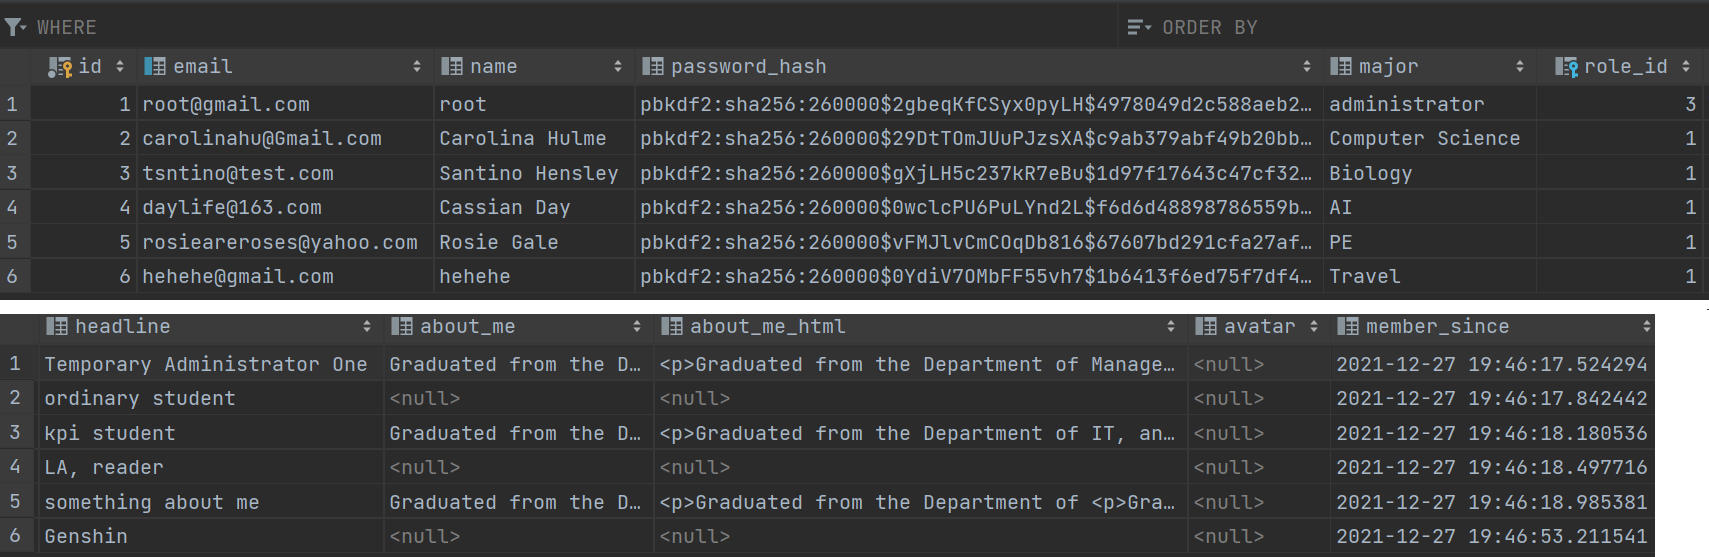 WHERE ORDER BY
id email name password_hash major role_id
1 1 root@gmail.com root pbkdf2:sha256:260000$2gbeqKfCSyx0pyLH$4978049d2c588aeb2… administrator 3
2 2 carolinahu@Gmail.com Carolina Hulme pbkdf2:sha256:260000$29DtTOmJUuPJzsXA$c9ab379abf49b20bb… Computer Science 1
3 3 tsntino@test.com Santino Hensley pbkdf2:sha256:260000$gXjLH5c237kR7eBu$1d97f17643c47cf32… Biology 1
4 4 daylife@163.com Cassian Day pbkdf2:sha256:260000$0wclcPU6PuLYnd2L$f6d6d48898786559b… AI 1
5 5 rosieareroses@yahoo.com Rosie Gale pbkdf2:sha256:260000$vFMJlvCmCOqDb816$67607bd291cfa27af… PE 1
6 6 hehehe@gmail.com hehehe pbkdf2:sha256:260000$0YdiV7OMbFF55vh7$1b6413f6ed75f7df4… Travel 1
headline about_me about_me_html avatar member_since
1 Temporary Administrator One Graduated from the D… <p>Graduated from the Department of Manage… <null> 2021-12-27 19:46:17.524294
2 ordinary student <null> <null> <null> 2021-12-27 19:46:17.842442
3 kpi student Graduated from the D… <p>Graduated from the Department of IT, an… <null> 2021-12-27 19:46:18.180536
4 LA, reader <null> <null> <null> 2021-12-27 19:46:18.497716
5 something about me Graduated from the D… <p>Graduated from the Department of <p>Gra… <null> 2021-12-27 19:46:18.985381
6 Genshin <null> <null> <null> 2021-12-27 19:46:53.211541